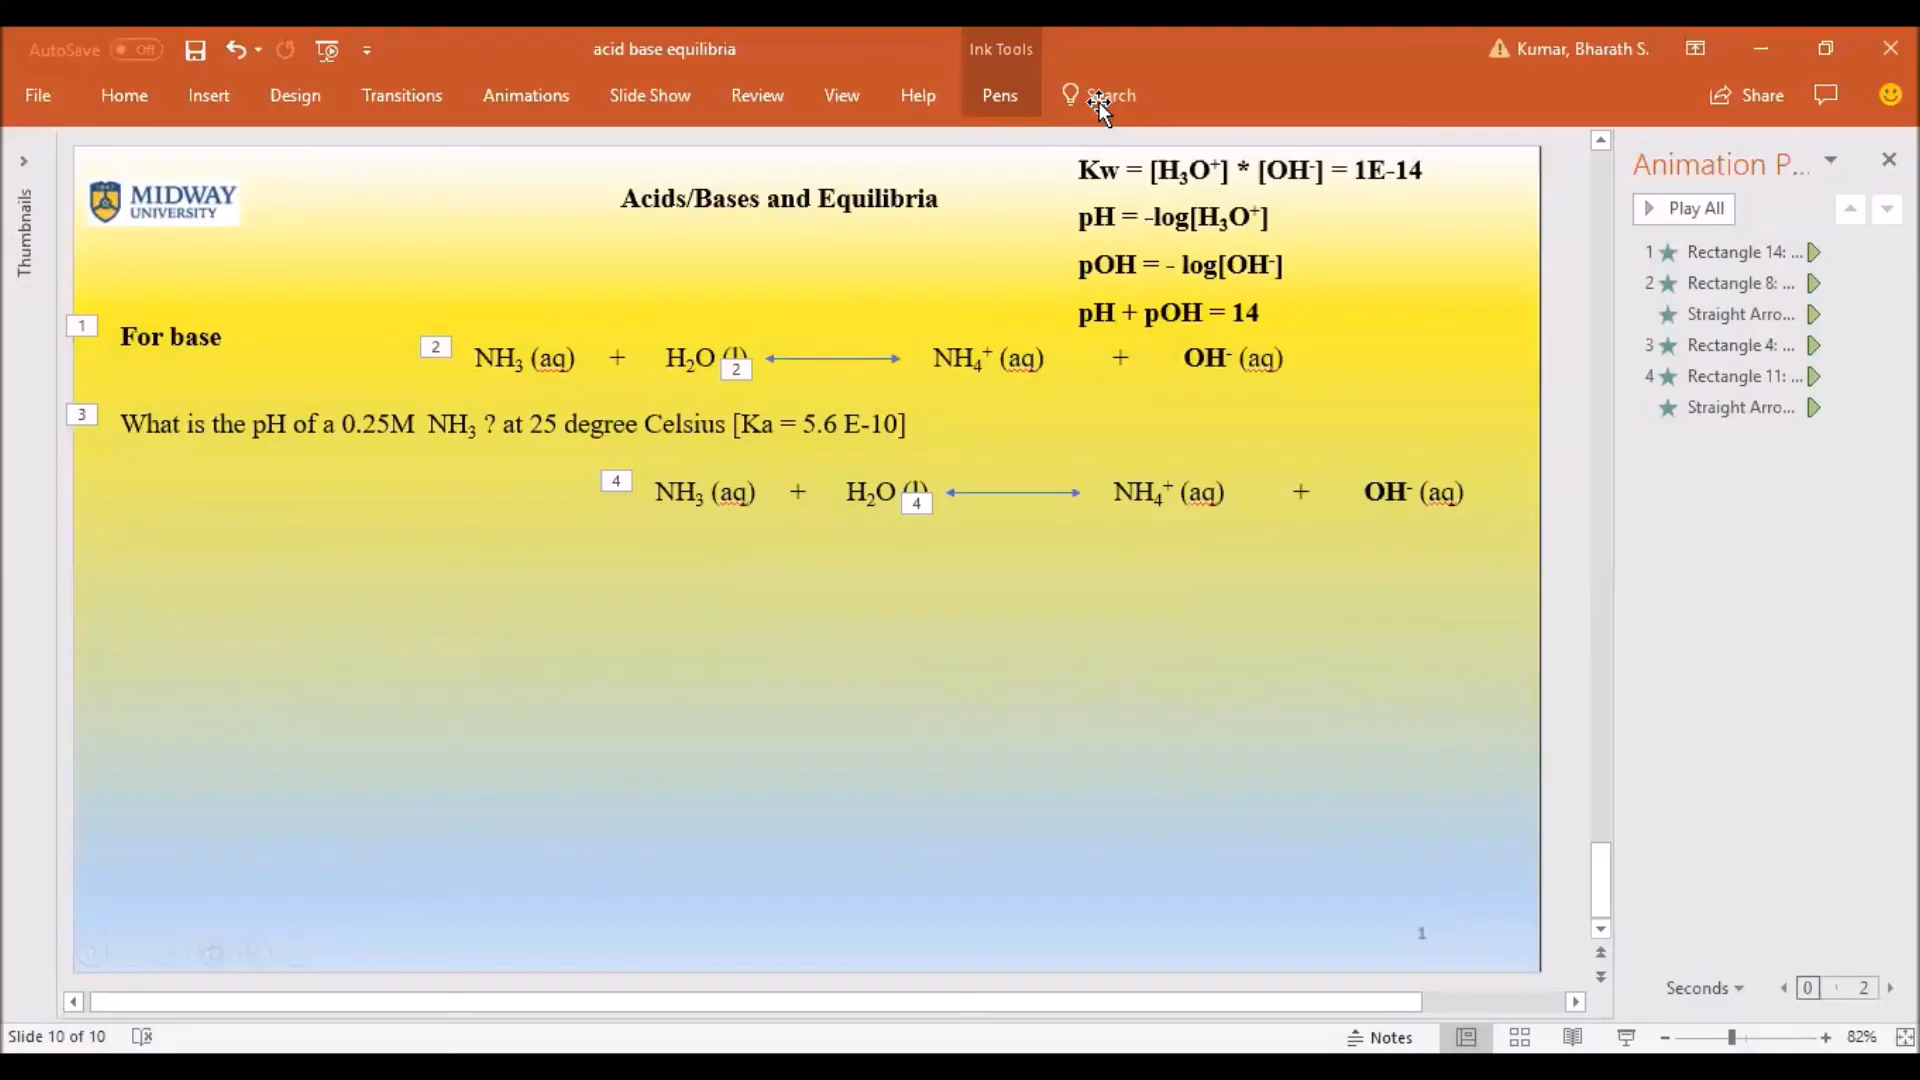 AutoSave Off acid base equilibria Ink Tools Kumar, Bharath S.
File Home Insert Design Transitions Animations Slide Show Review View Help Pens Search Share
Thumbnails
MIDWAY
UNIVERSITY
Acids/Bases and Equilibria
Kw = [H₃O⁺] * [OH⁻] = 1E-14
pH = -log[H₃O⁺]
pOH = - log[OH⁻]
pH + pOH = 14
1 For base
2 NH₃ (aq) + H₂O (l) 2 NH₄⁺ (aq) + OH⁻ (aq)
3 What is the pH of a 0.25M NH₃ ? at 25 degree Celsius [Ka = 5.6 E-10]
4 NH₃ (aq) + H₂O (l) 4 NH₄⁺ (aq) + OH⁻ (aq)
1
Animation P...
Play All
1 Rectangle 14: ...
2 Rectangle 8: ...
Straight Arro...
3 Rectangle 4: ...
4 Rectangle 11: ...
Straight Arro...
Seconds 0 2
Slide 10 of 10 Notes 82%